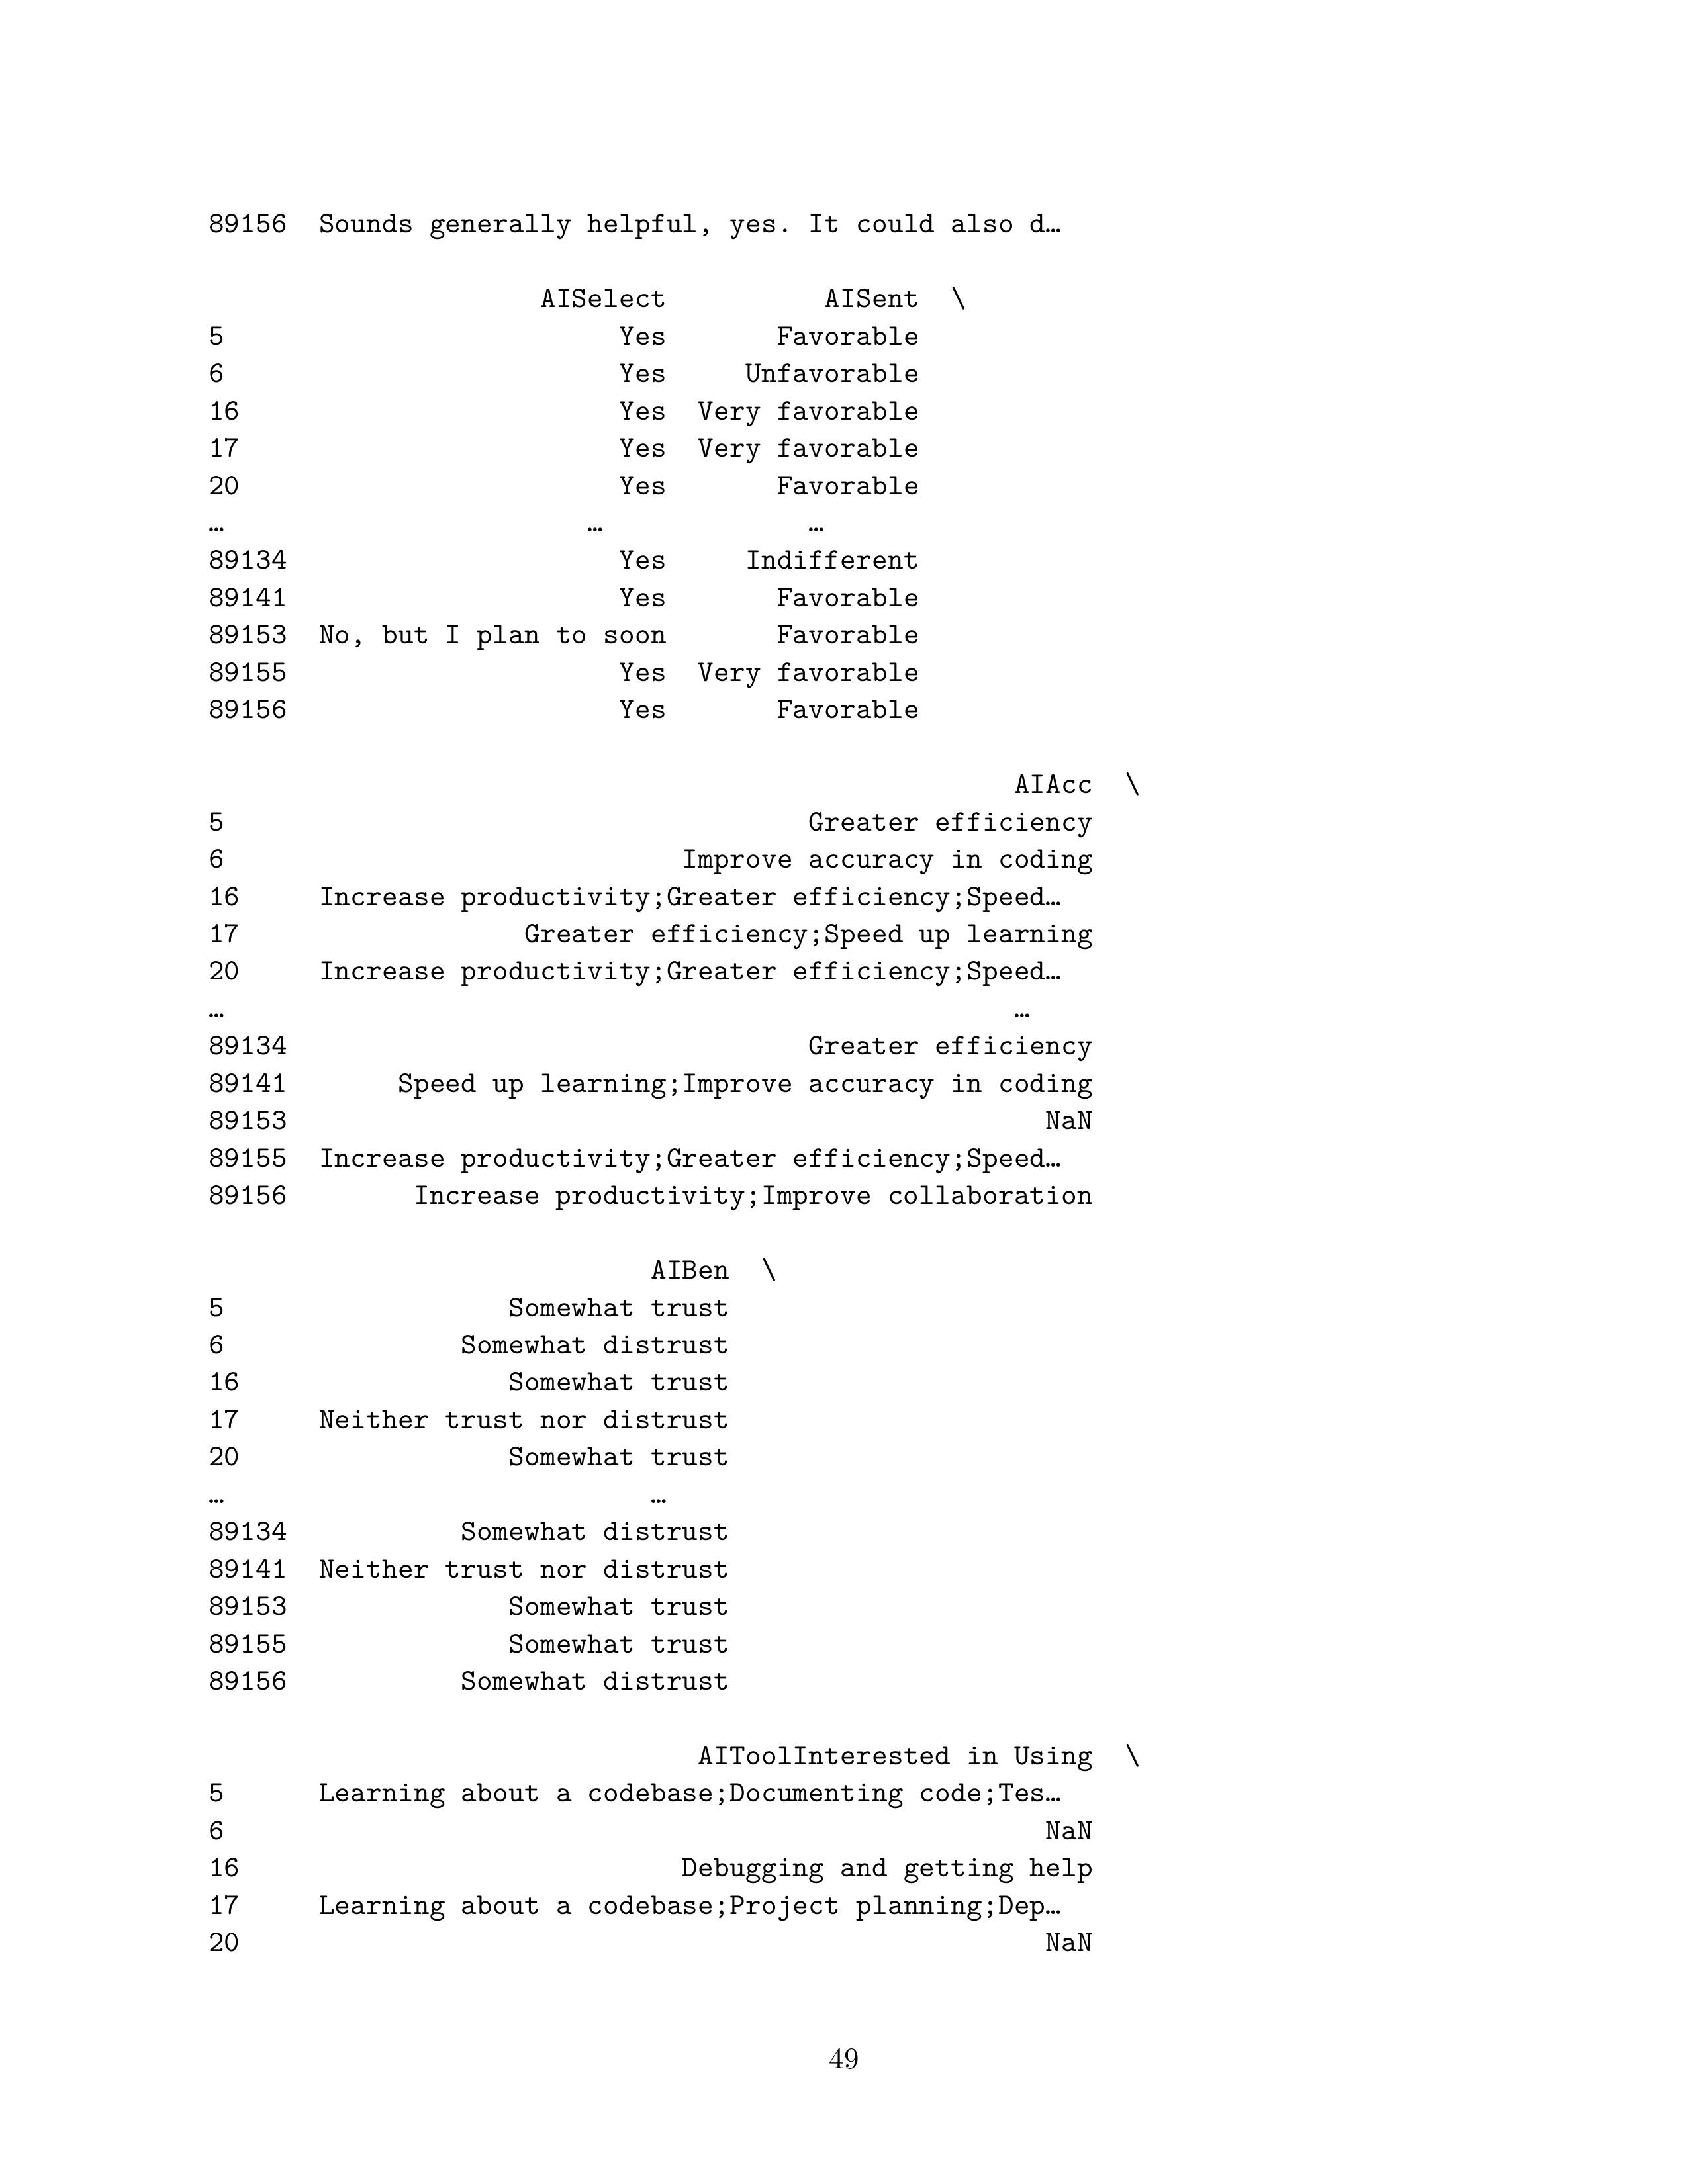 89156  Sounds generally helpful, yes. It could also d…
                     AISelect          AISent  \
5                         Yes       Favorable
6                         Yes     Unfavorable
16                        Yes  Very favorable
17                        Yes  Very favorable
20                        Yes       Favorable
…                       …             …
89134                     Yes     Indifferent
89141                     Yes       Favorable
89153  No, but I plan to soon       Favorable
89155                     Yes  Very favorable
89156                     Yes       Favorable
                                                   AIAcc  \
5                                     Greater efficiency
6                             Improve accuracy in coding
16     Increase productivity;Greater efficiency;Speed…
17                  Greater efficiency;Speed up learning
20     Increase productivity;Greater efficiency;Speed…
…                                                  …
89134                                 Greater efficiency
89141       Speed up learning;Improve accuracy in coding
89153                                                NaN
89155  Increase productivity;Greater efficiency;Speed…
89156        Increase productivity;Improve collaboration
                            AIBen  \
5                  Somewhat trust
6               Somewhat distrust
16                 Somewhat trust
17     Neither trust nor distrust
20                 Somewhat trust
…                           …
89134           Somewhat distrust
89141  Neither trust nor distrust
89153              Somewhat trust
89155              Somewhat trust
89156           Somewhat distrust
                               AIToolInterested in Using  \
5      Learning about a codebase;Documenting code;Tes…
6                                                    NaN
16                            Debugging and getting help
17     Learning about a codebase;Project planning;Dep…
20                                                   NaN
49